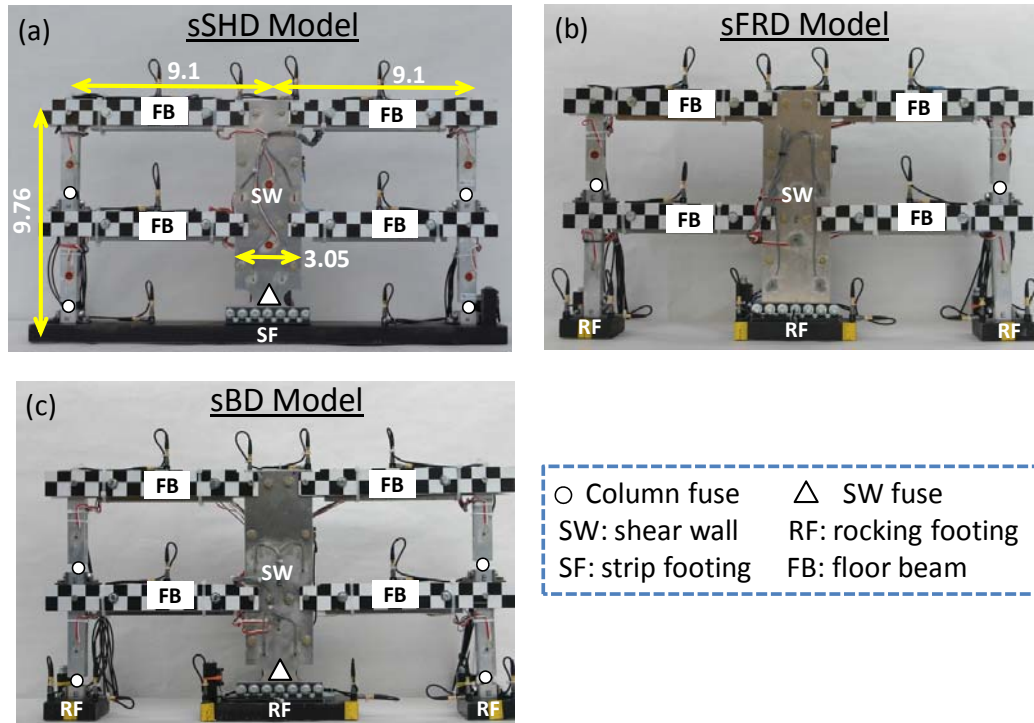 (a) sSHD Model
9.1 9.1
FB FB
9.76
SW
FB FB
3.05
SF
(b) sFRD Model
FB FB
SW
FB FB
RF RF RF
(c) sBD Model
FB FB
SW
FB FB
RF RF RF
Column fuse SW fuse
SW: shear wall RF: rocking footing
SF: strip footing FB: floor beam